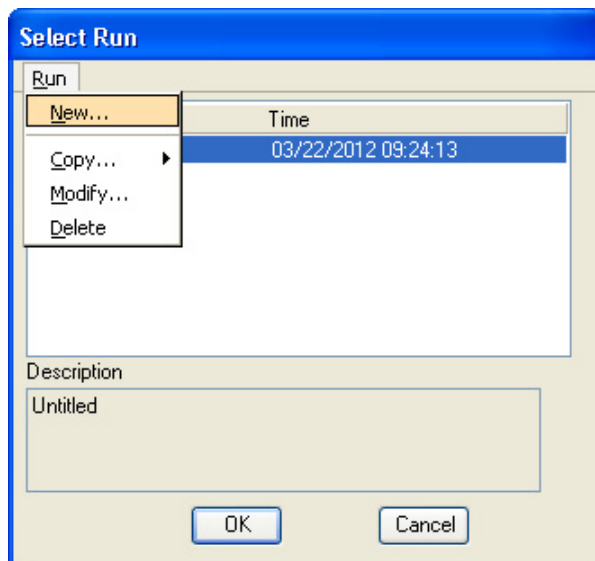 Select Run
Run
New...
Time
Copy...
03/22/2012 09:24:13
Modify...
Delete
Description
Untitled
OK
Cancel